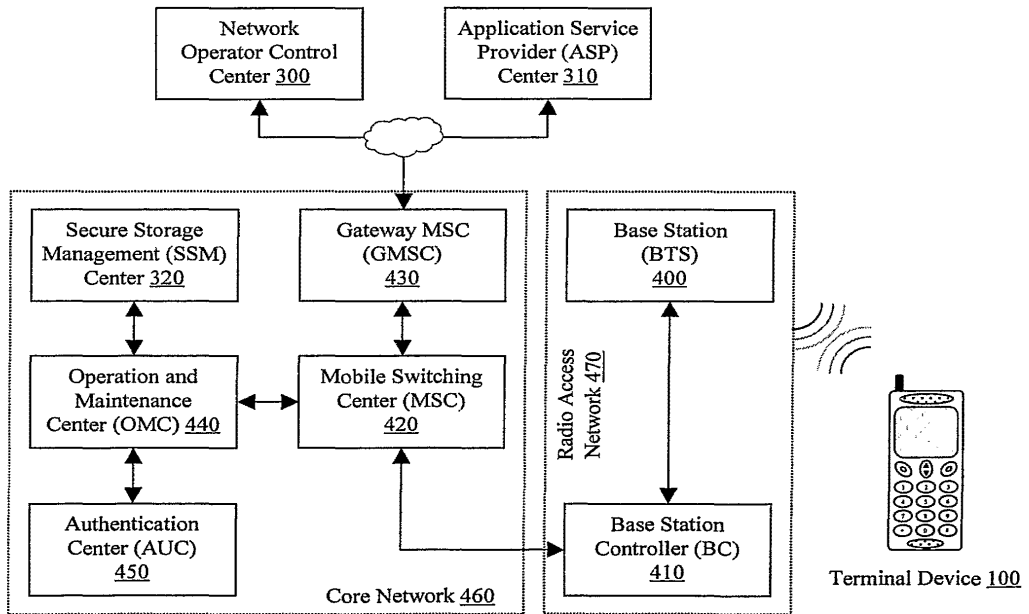 Network
Operator Control
Center 300
Application Service
Provider (ASP)
Center 310
Secure Storage
Management (SSM)
Center 320
Gateway MSC
(GMSC)
430
Base Station
(BTS)
400
Operation and
Maintenance
Center (OMC) 440
Mobile Switching
Center (MSC)
420
Radio Access
Network 470
Authentication
Center (AUC)
450
Base Station
Controller (BC)
410
Core Network 460
Terminal Device 100